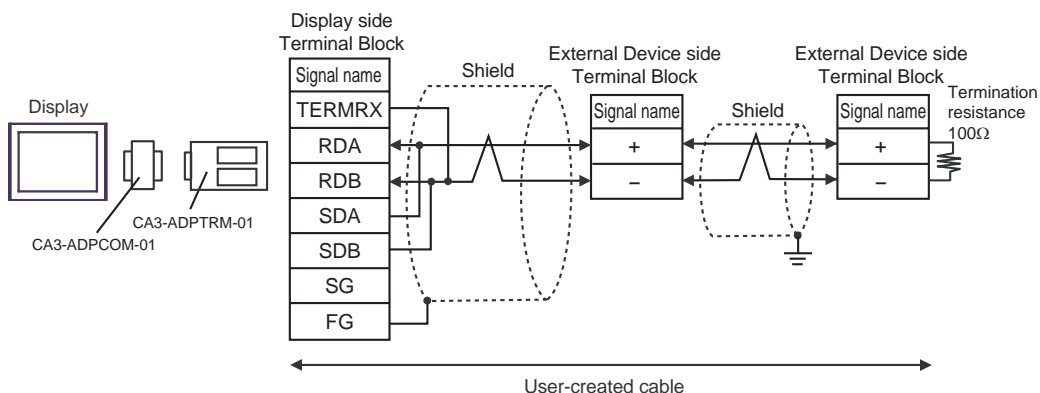 Display side
Terminal Block
Signal name
TERMRX
RDA
RDB
SDA
SDB
SG
FG
Shield
External Device side
Terminal Block
Signal name
+
−
Shield
External Device side
Terminal Block
Signal name
+
−
Termination
resistance
100Ω
Display
CA3-ADPTRM-01
CA3-ADPCOM-01
User-created cable